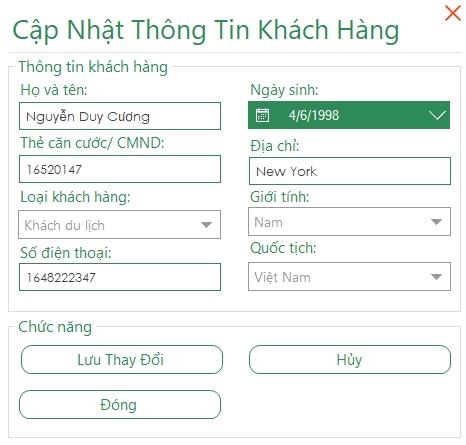 Cập Nhật Thông Tin Khách Hàng
Thông tin khách hàng
Họ và tên:
Nguyễn Duy Cương
Ngày sinh:
4/6/1998
Thẻ căn cước/ CMND:
16520147
Địa chỉ:
New York
Loại khách hàng:
Khách du lịch
Giới tính:
Nam
Số điện thoại:
1648222347
Quốc tịch:
Việt Nam
Chức năng
Lưu Thay Đổi
Hủy
Đóng